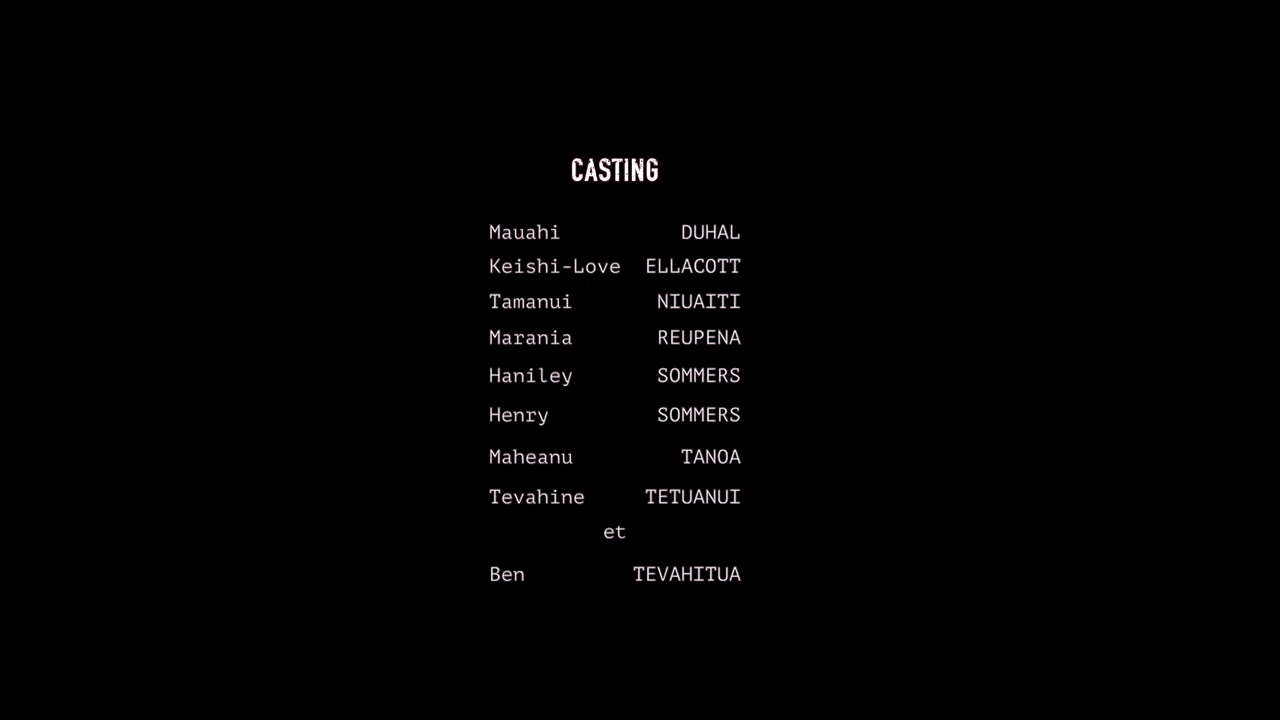 CASTING
Mauahi DUHAL
Keishi-Love ELLACOTT
Tamanui NIUAITI
Marania REUPENA
Haniley SOMMERS
Henry SOMMERS
Maheanu TANOA
Tevahine TETUANUI
et
Ben TEVAHITUA